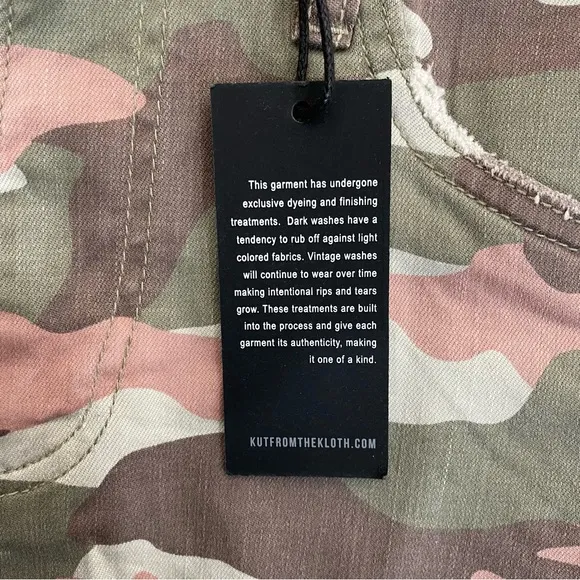 This garment has undergone
exclusive dyeing and finishing
treatments. Dark washes have a
tendency to rub off against light
colored fabrics. Vintage washes
will continue to wear over time
making intentional rips and tears
grow. These treatments are built
into the process and give each
garment its authenticity, making
it one of a kind.
KUTFROMTHEKLOTH.COM